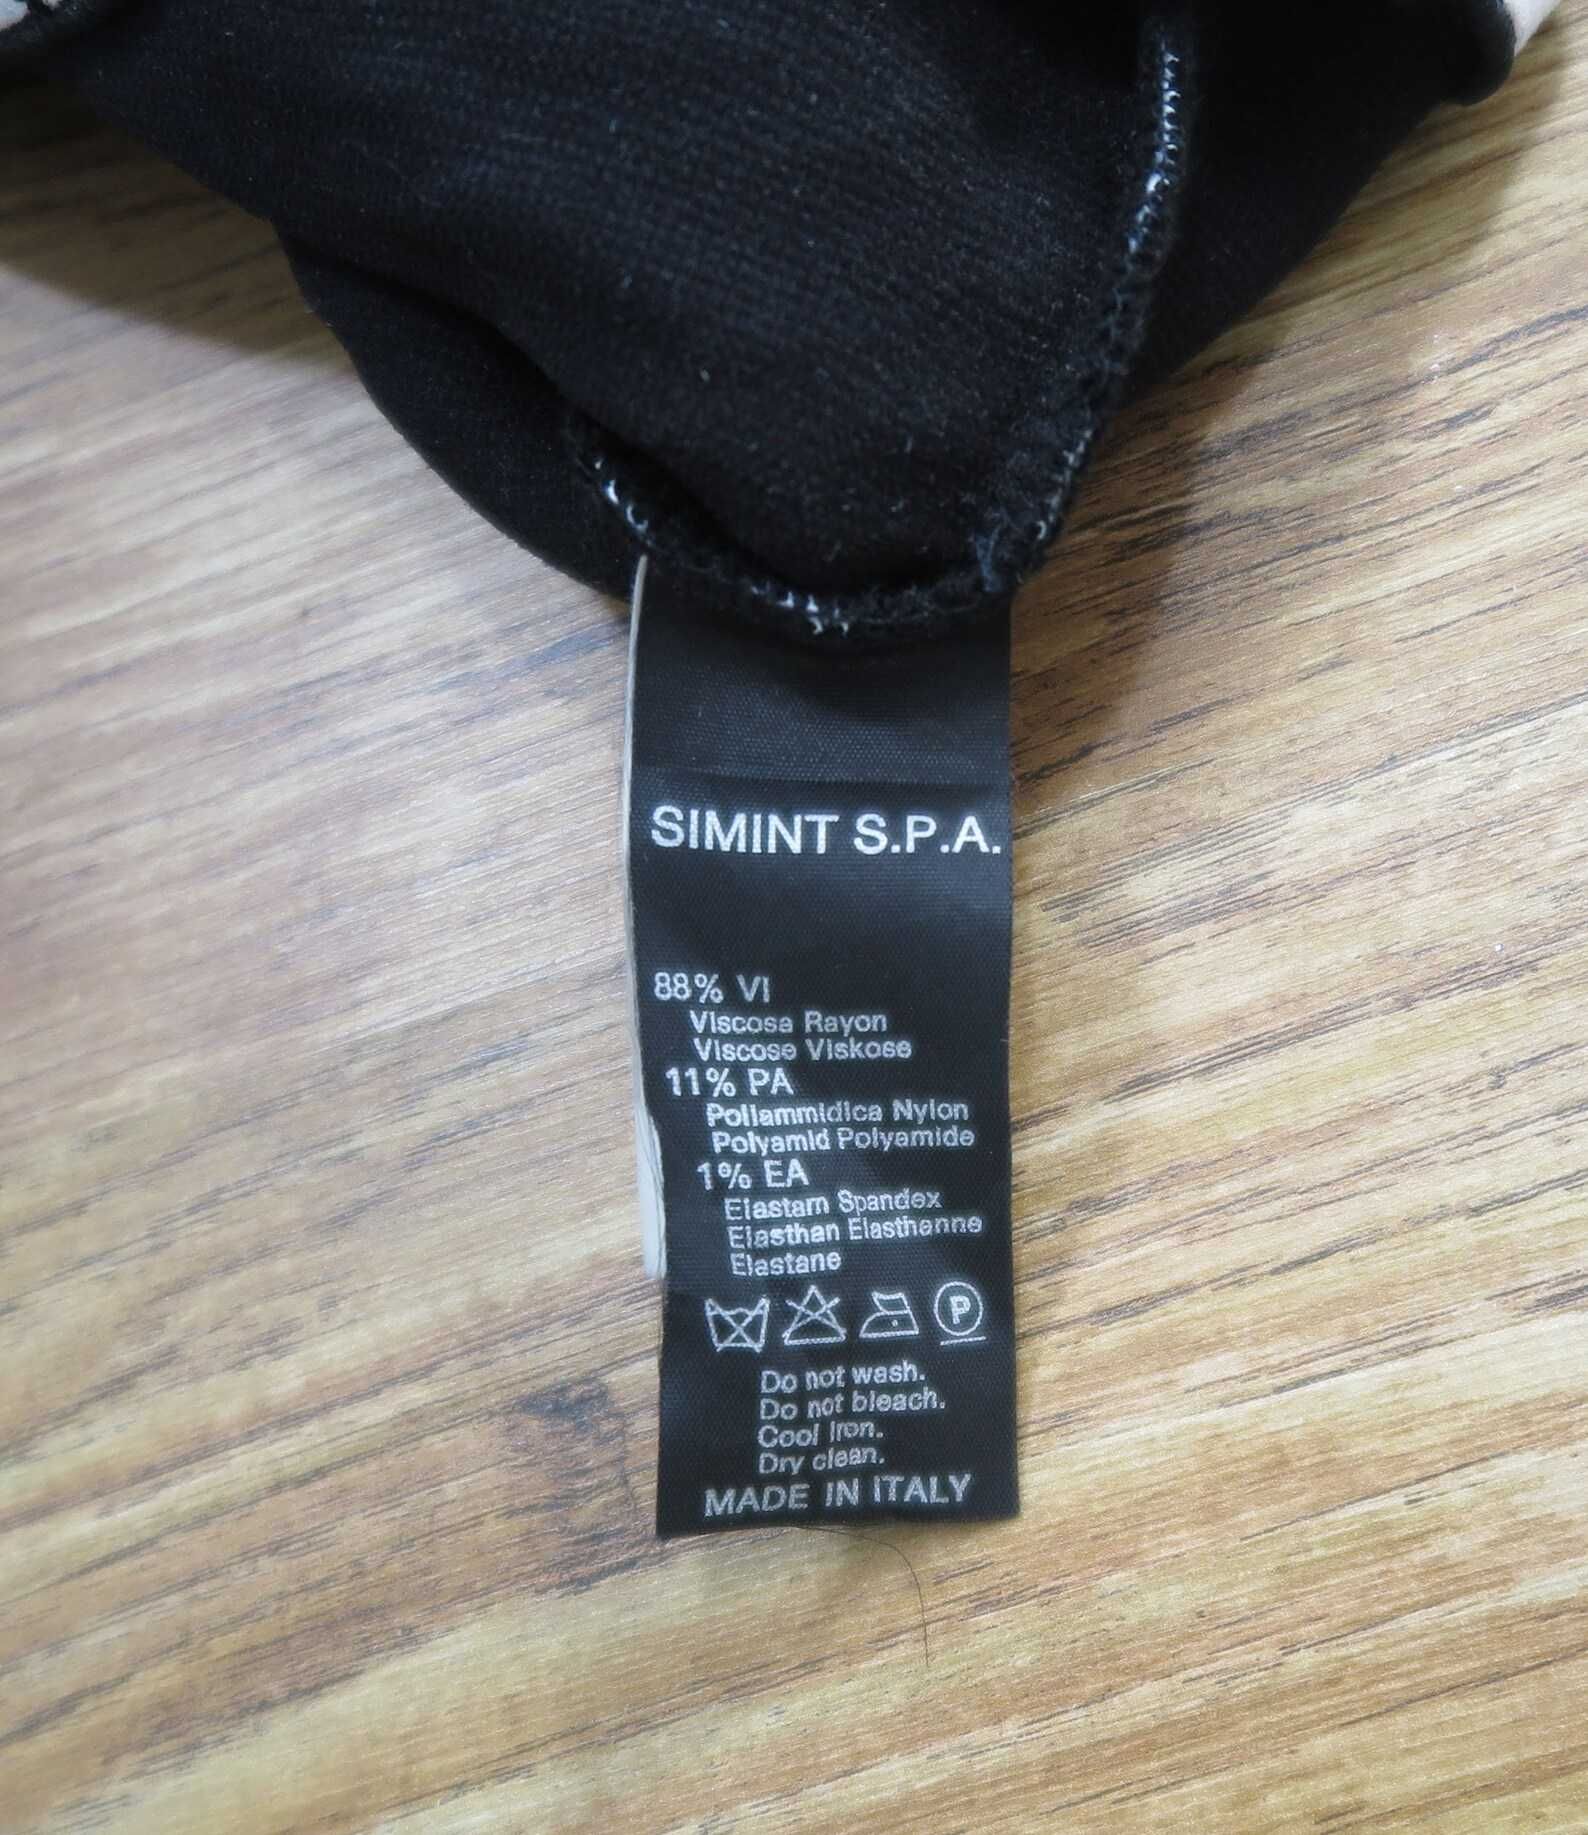 SIMINT S.P.A.
88% VI
Viscosa Rayon
Viscose Viskose
11% PA
Poliammidica Nylon
Polyamid Polyamide
1% EA
Elastam Spandex
Elasthan Elasthanne
Elastane
P
Do not wash.
Do not bleach.
Cool iron.
Dry clean.
MADE IN ITALY